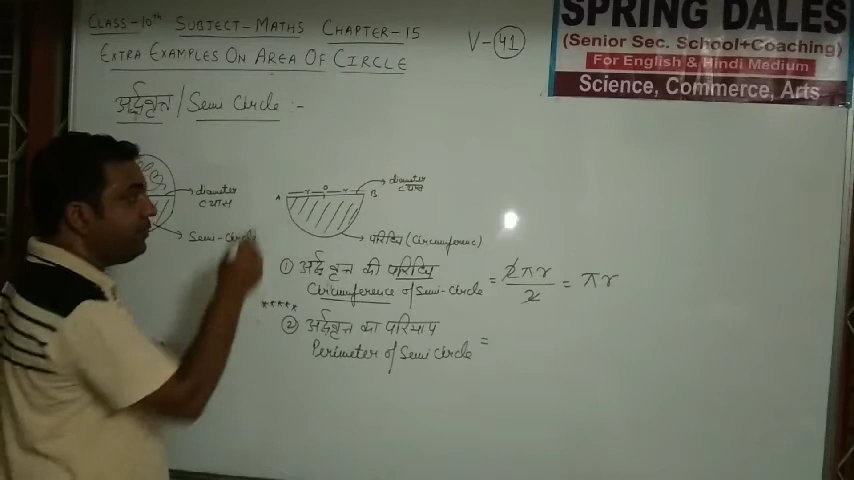 CLASS-10th SUBJECT-MATHS CHAPTER-15
EXTRA EXAMPLES ON AREA OF CIRCLE
V-41
SPRING DALES
(Senior Sec. School+Coaching)
For English & Hindi Medium
Science, Commerce, Arts
अर्द्धवृत्त / Semi Circle :-
diameter
व्यास
Semi-Circle
A r O r B
diameter
व्यास
परिधि (Circumference)
① अर्द्धवृत्त की परिधि
Circumference of Semi-circle = 2πr/2 = πr
*****
② अर्द्धवृत्त का परिमाप
Perimeter of Semi circle =